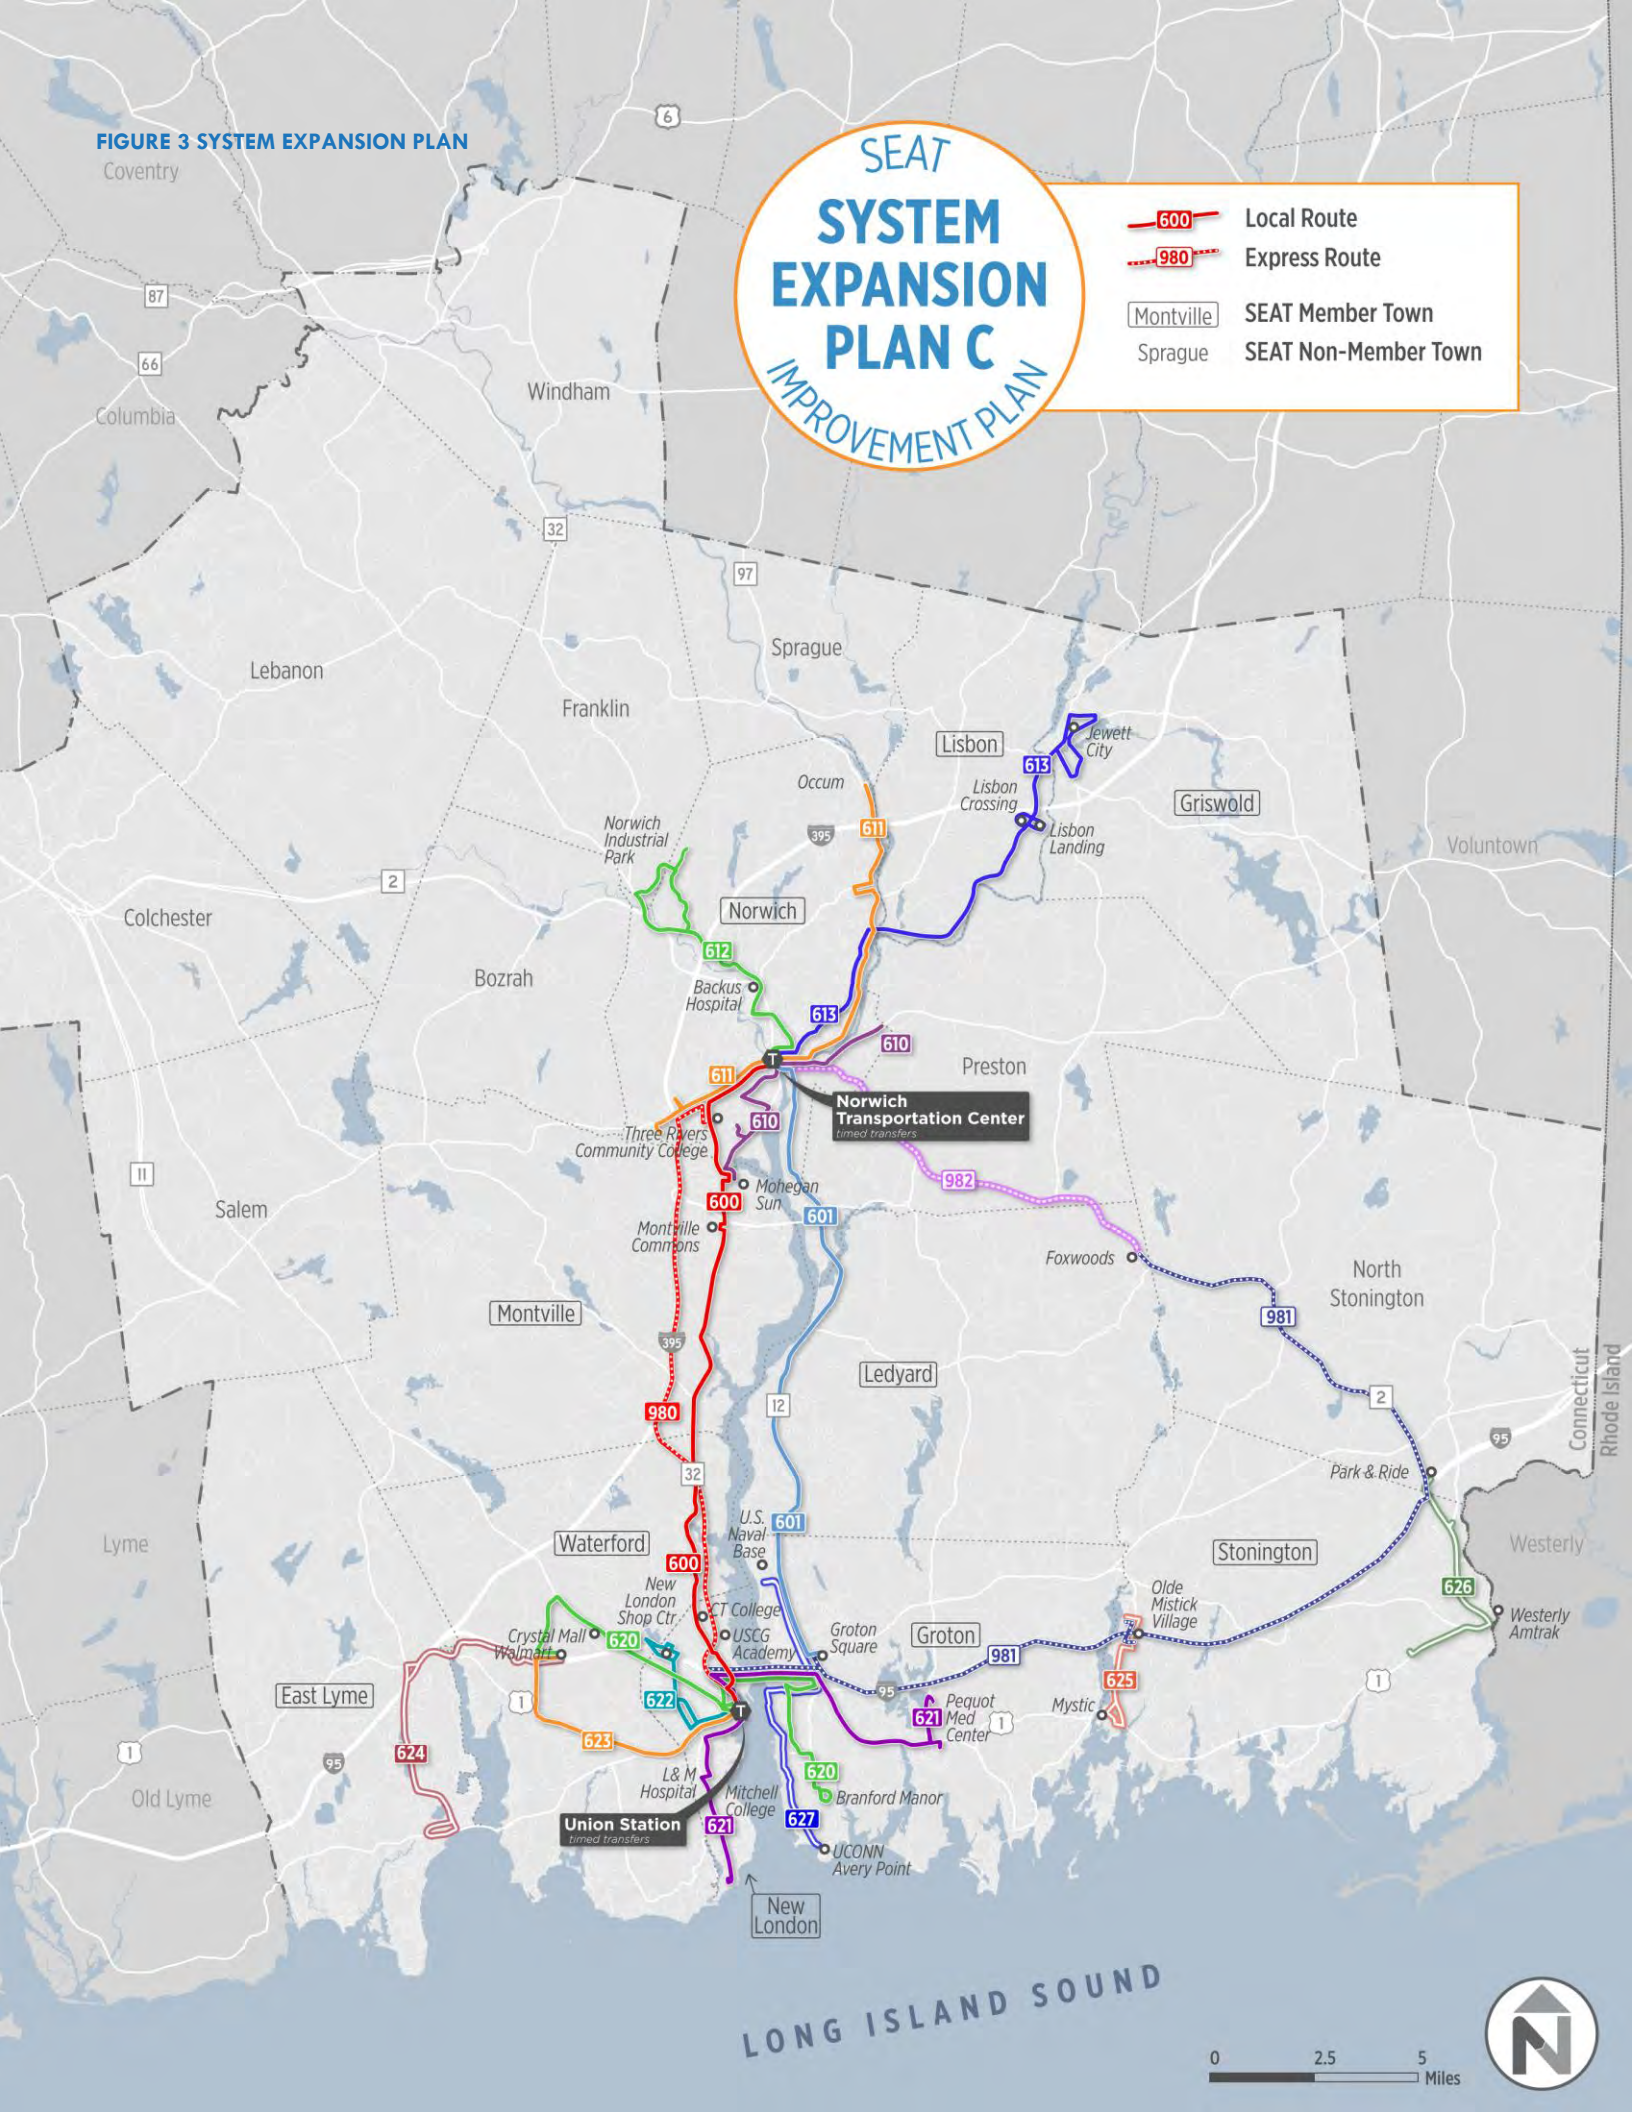 FIGURE 3 SYSTEM EXPANSION PLAN
SEAT
SYSTEM
EXPANSION
PLAN C
IMPROVEMENT PLAN
600
Local Route
980
Express Route
Montville
SEAT Member Town
Sprague
SEAT Non-Member Town
6
Coventry
87
66
Columbia
Windham
32
97
Sprague
Lebanon
Franklin
Lisbon
Jewett
City
613
Lisbon
Crossing
Griswold
Occum
Lisbon
Landing
Norwich
Industrial
Park
395
611
Voluntown
2
Colchester
Norwich
612
Bozrah
Backus
Hospital
613
610
Preston
T
611
Norwich
Transportation Center
timed transfers
610
Three Rivers
Community College
11
982
Mohegan
Sun
600
Salem
601
Montville
Commons
Foxwoods
North
Stonington
Montville
981
395
Connecticut
Rhode Island
Ledyard
2
12
980
95
32
Park & Ride
U.S.
Naval
Base
601
Lyme
Waterford
Stonington
Westerly
600
New
London
Shop Ctr.
Olde
Mistick
Village
626
CT College
Westerly
Amtrak
Crystal Mall
620
USCG
Academy
Groton
Square
Groton
Walmart
981
625
1
East Lyme
1
622
95
Mystic
T
621
Pequot
Med
Center
1
623
1
624
95
L& M
Hospital
620
Old Lyme
Mitchell
College
Branford Manor
Union Station
timed transfers
621
627
UCONN
Avery Point
New
London
LONG ISLAND SOUND
N
0
2.5
5
Miles